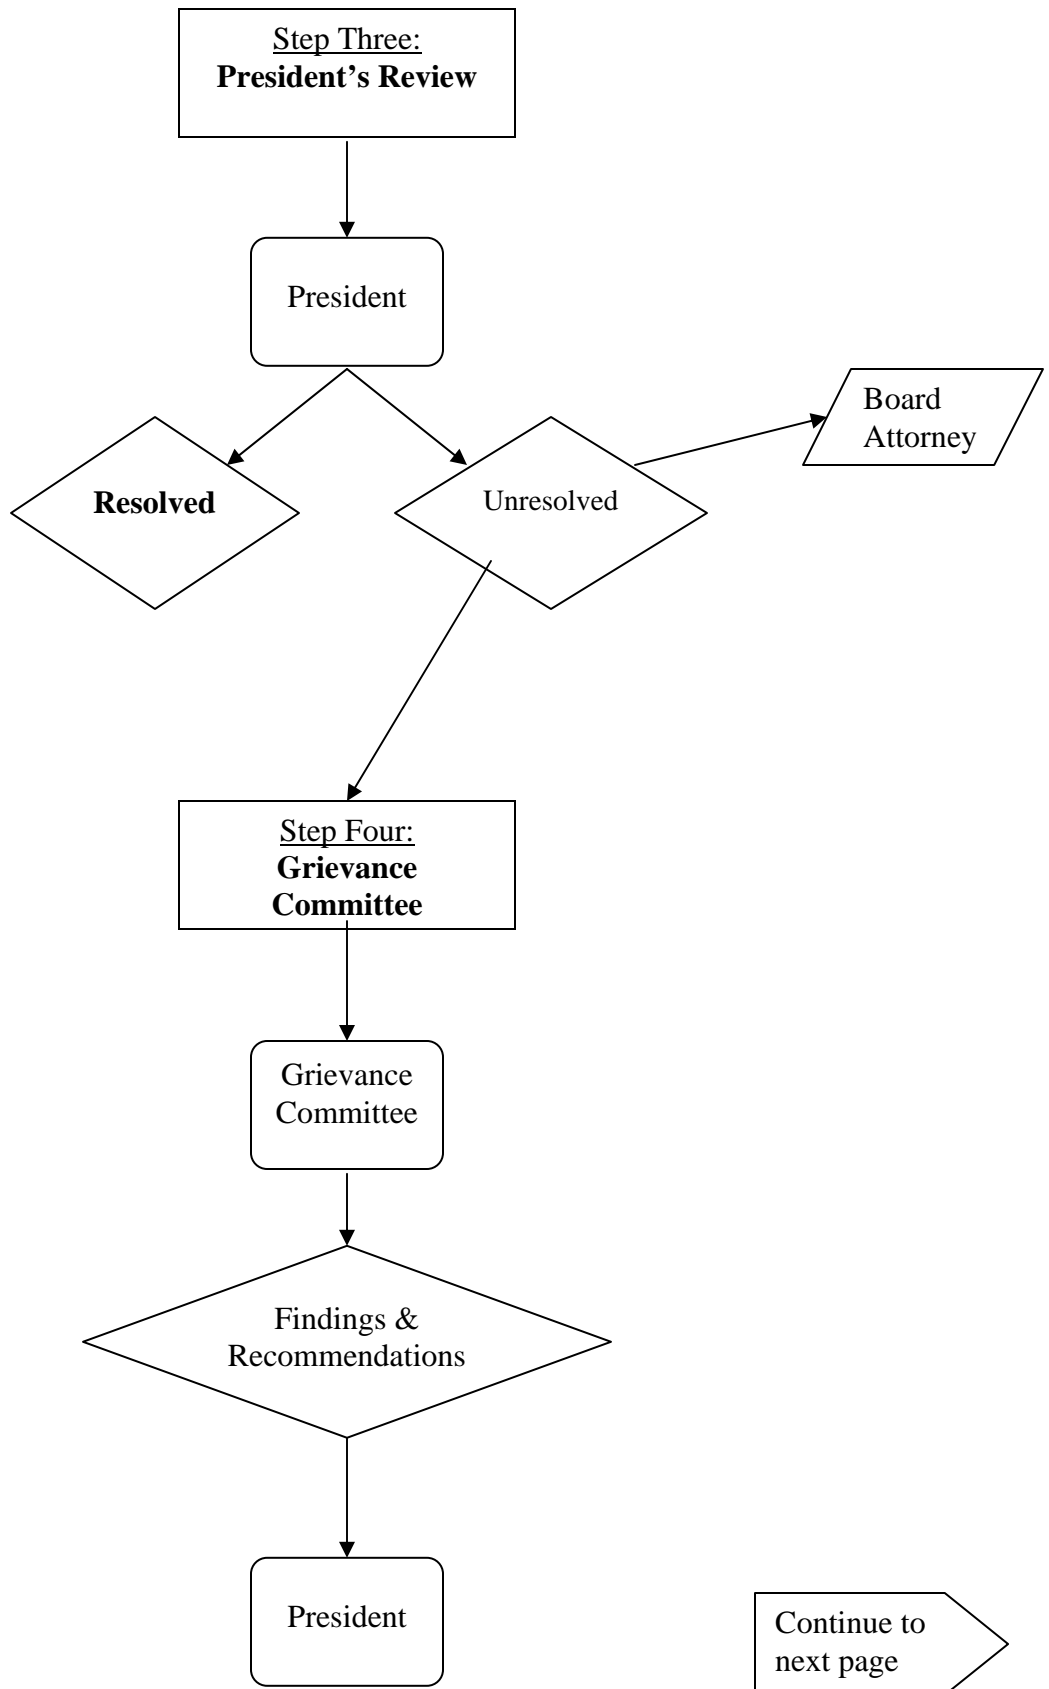 Step Three:
President’s Review
President
Board
Attorney
Resolved
Unresolved
Step Four:
Grievance
Committee
Grievance
Committee
Findings &
Recommendations
President
Continue to
next page